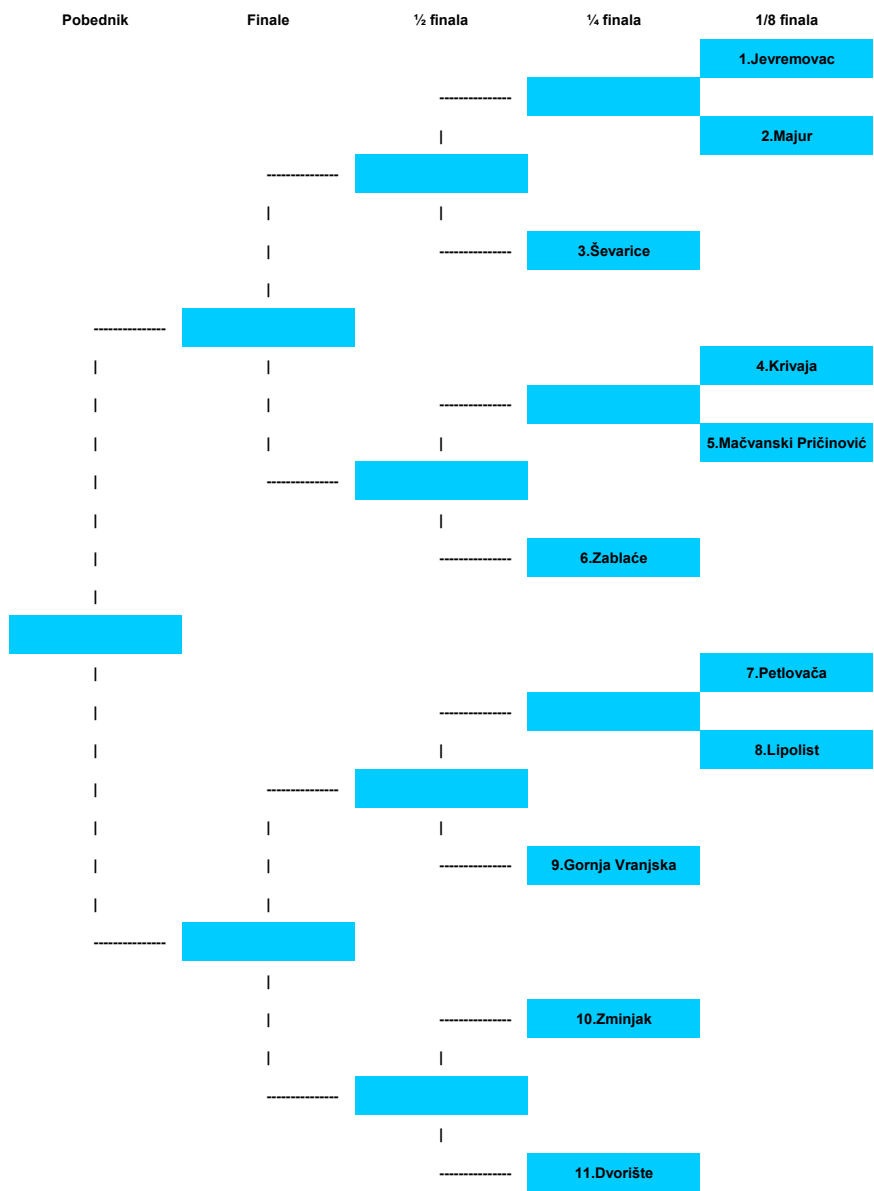 Pobednik Finale ½ finala ¼ finala 1/8 finala
1.Jevremovac
2.Majur
3.Ševarice
4.Krivaja
5.Mačvanski Pričinović
6.Zablaće
7.Petlovača
8.Lipolist
9.Gornja Vranjska
10.Zminjak
11.Dvorište